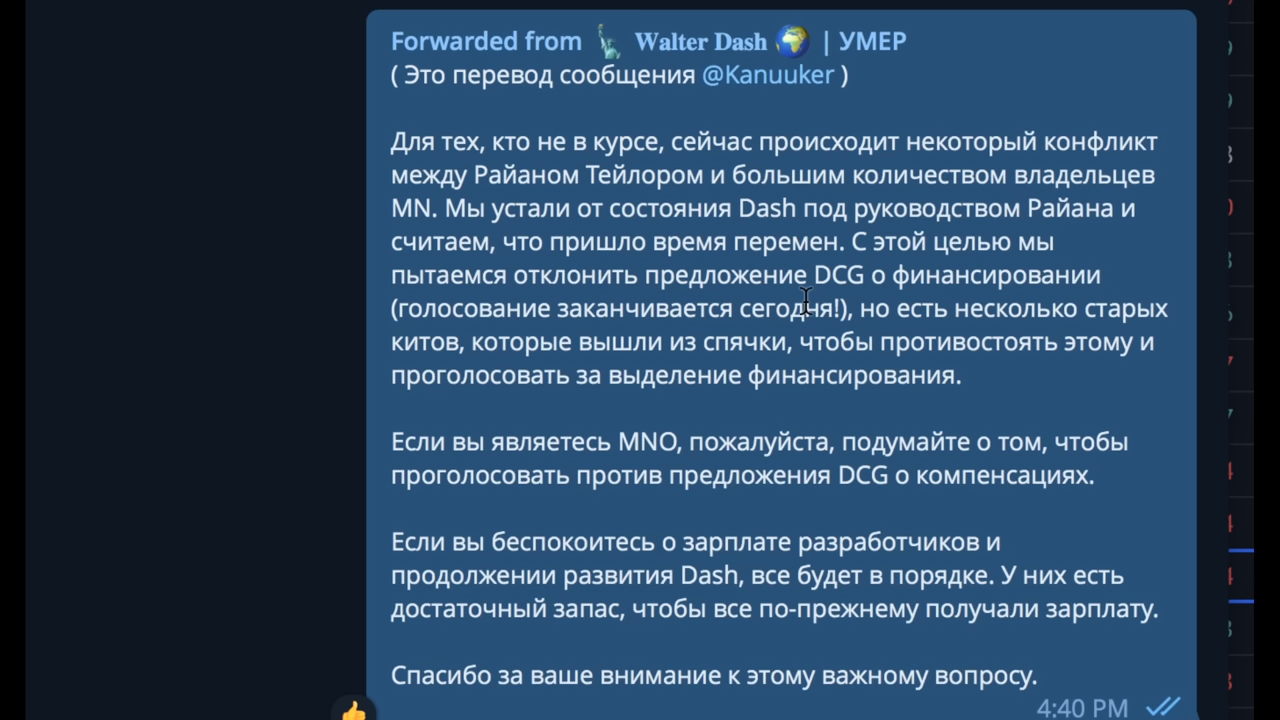 Forwarded from 🗽 Walter Dash 🌍 | УМЕР
( Это перевод сообщения @Kanuuker )
Для тех, кто не в курсе, сейчас происходит некоторый конфликт
между Райаном Тейлором и большим количеством владельцев
MN. Мы устали от состояния Dash под руководством Райана и
считаем, что пришло время перемен. С этой целью мы
пытаемся отклонить предложение DCG о финансировании
(голосование заканчивается сегодня!), но есть несколько старых
китов, которые вышли из спячки, чтобы противостоять этому и
проголосовать за выделение финансирования.
Если вы являетесь MNO, пожалуйста, подумайте о том, чтобы
проголосовать против предложения DCG о компенсациях.
Если вы беспокоитесь о зарплате разработчиков и
продолжении развития Dash, все будет в порядке. У них есть
достаточный запас, чтобы все по-прежнему получали зарплату.
Спасибо за ваше внимание к этому важному вопросу.
4:40 PM